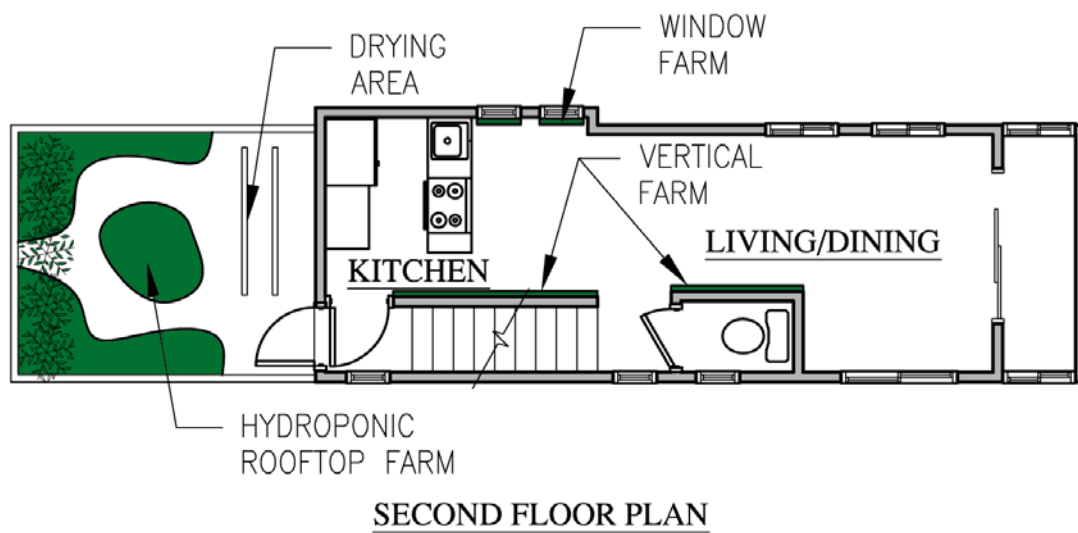 DRYING
AREA
WINDOW
FARM
VERTICAL
FARM
LIVING/DINING
KITCHEN
HYDROPONIC
ROOFTOP FARM
SECOND FLOOR PLAN